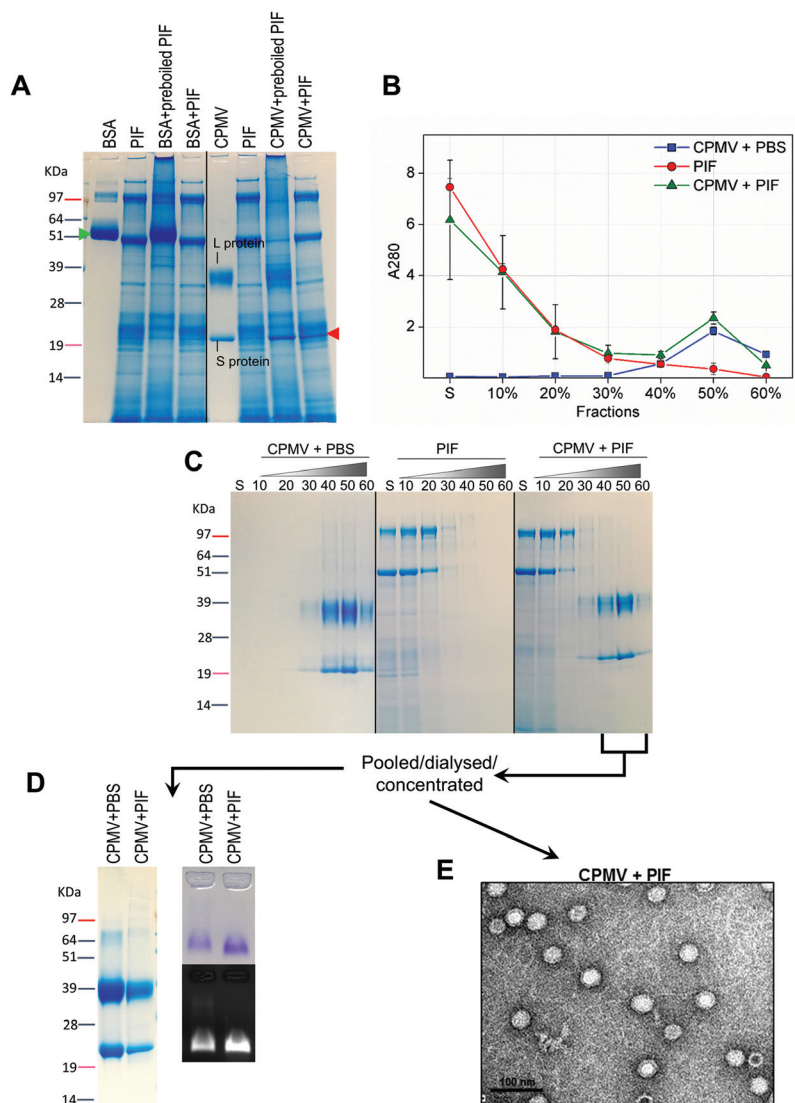 A
BSA
PIF
BSA+preboiled PIF
BSA+PIF
CPMV
PIF
CPMV+preboiled PIF
CPMV+PIF
KDa
97
64
51
39
28
19
14
L protein
S protein
B
CPMV + PBS
PIF
CPMV + PIF
A280
8
6
4
2
S 10% 20% 30% 40% 50% 60%
Fractions
C
CPMV + PBS PIF CPMV + PIF
S 10 20 30 40 50 60 S 10 20 30 40 50 60 S 10 20 30 40 50 60
KDa
97
64
51
39
28
19
14
Pooled/dialysed/
concentrated
D
CPMV+PBS
CPMV+PIF
CPMV+PBS
CPMV+PIF
KDa
97
64
51
39
28
19
14
E
CPMV + PIF
100 nm